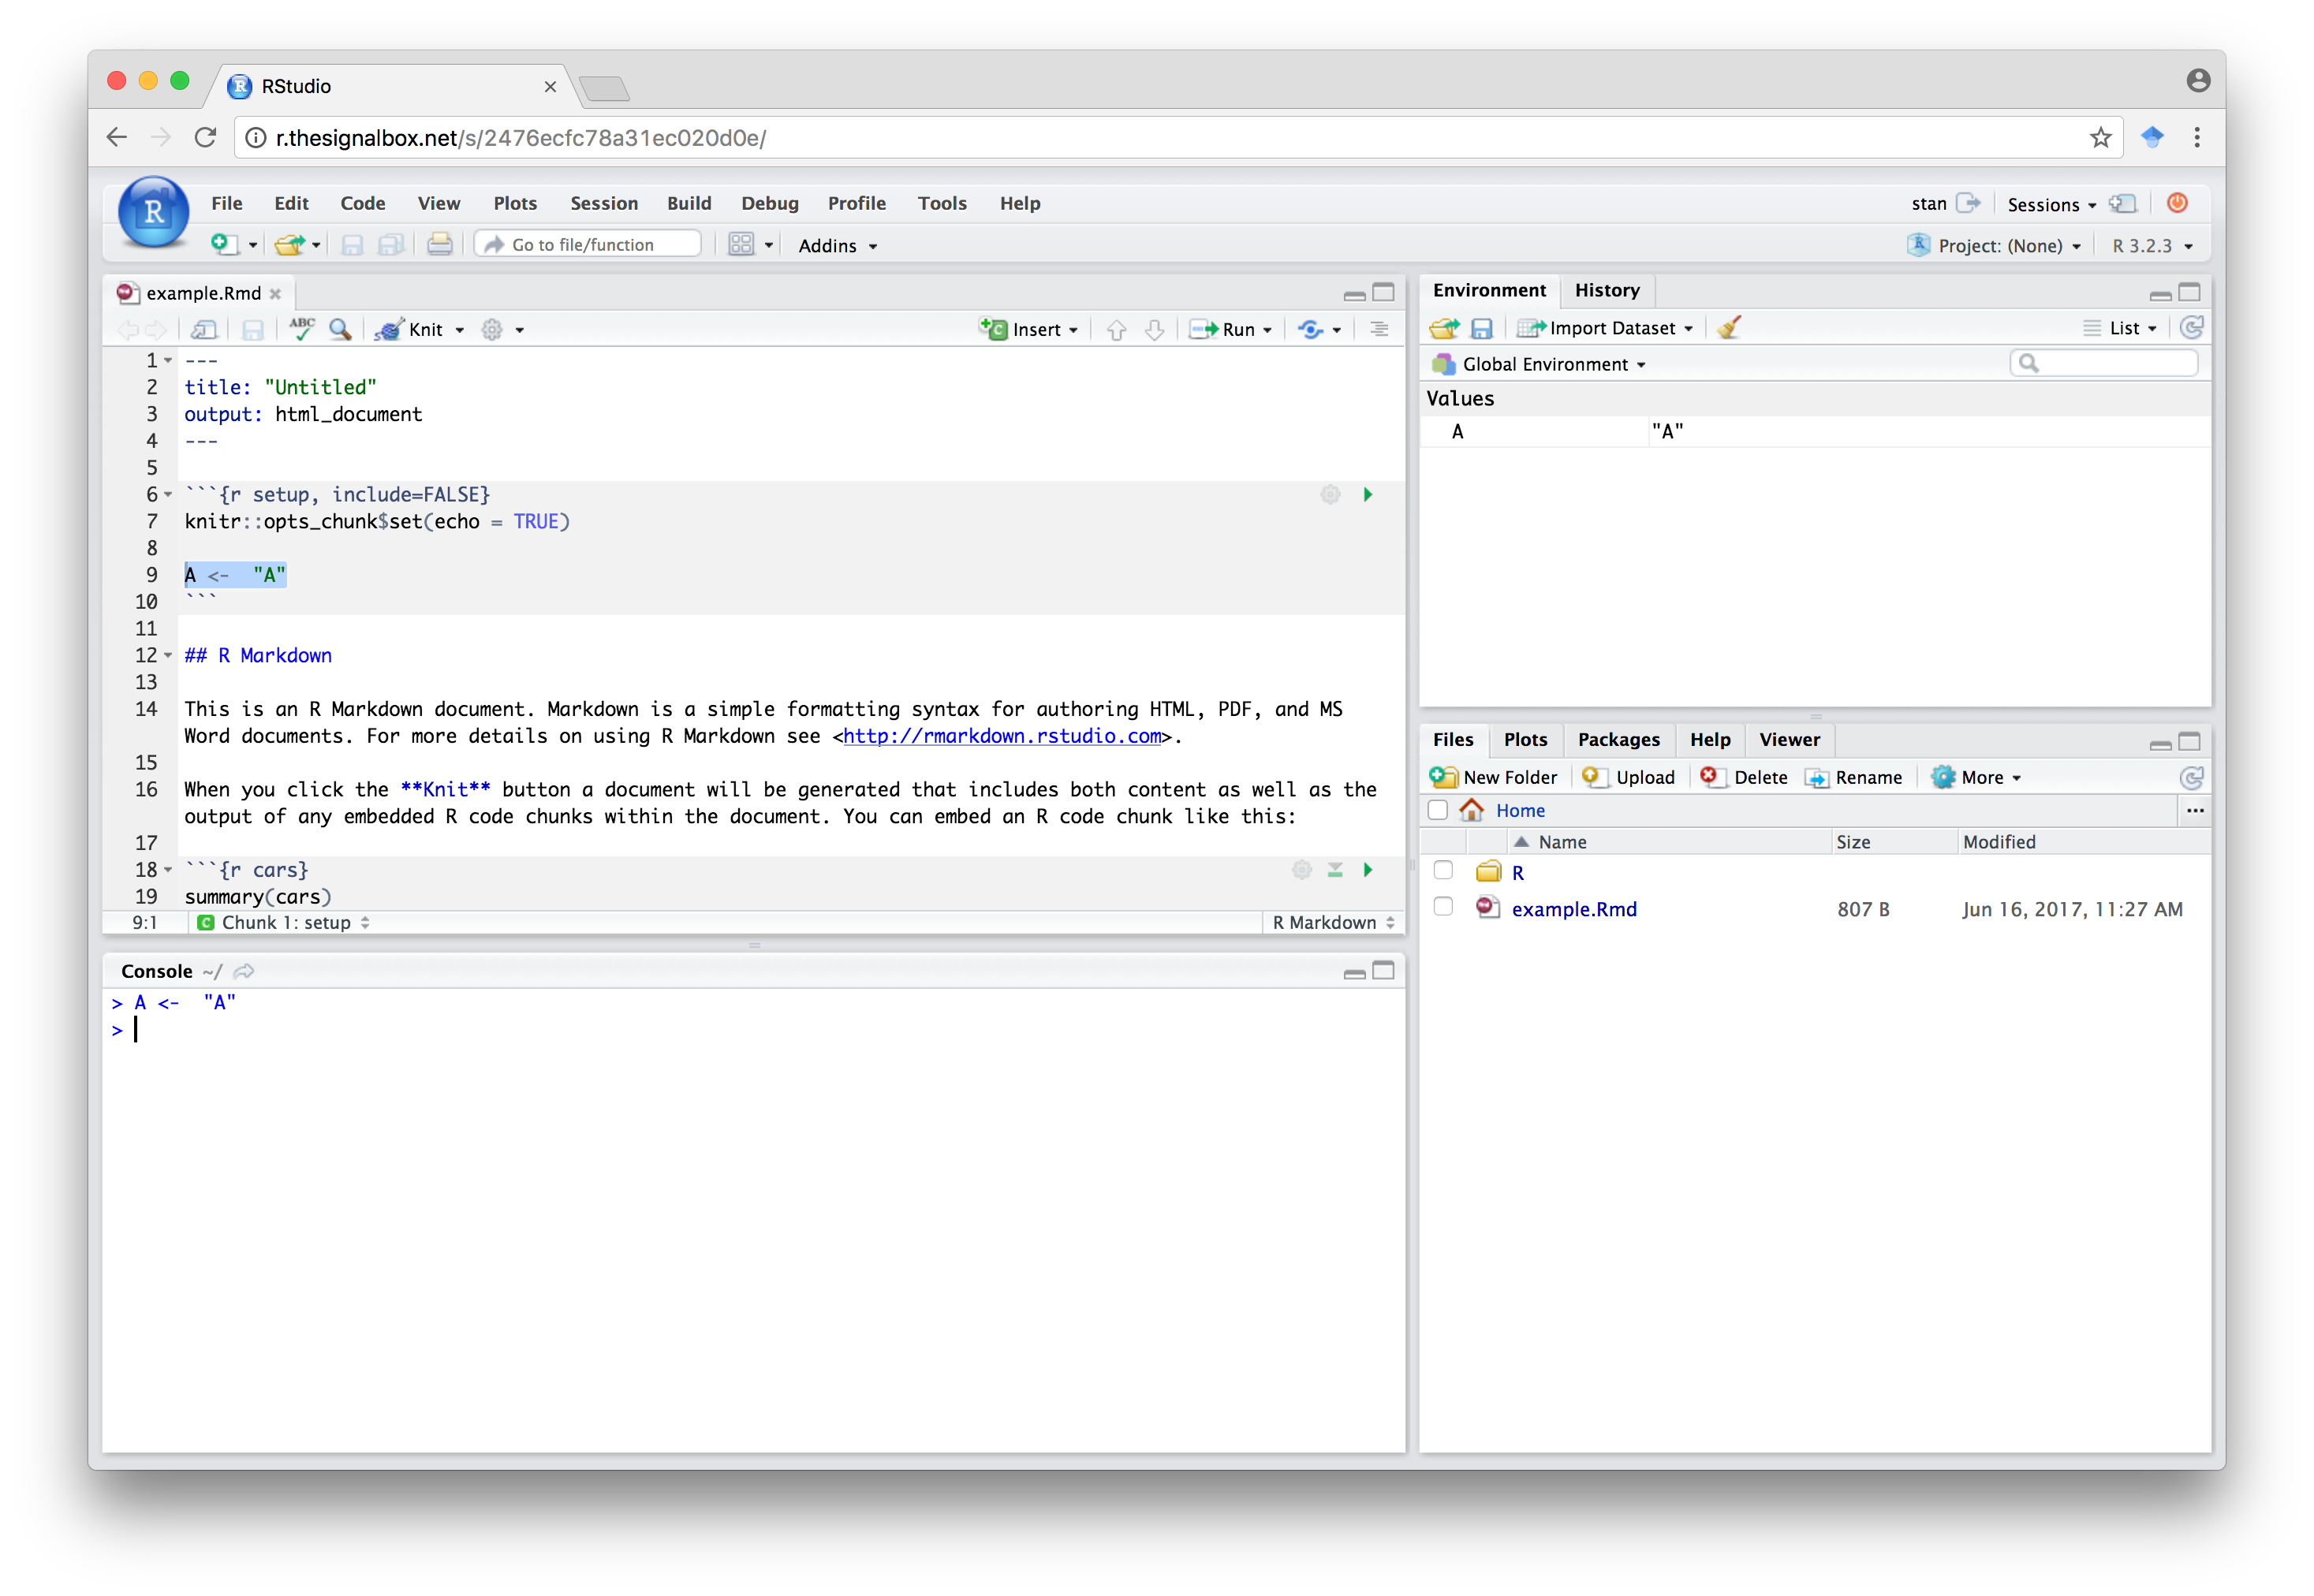 RStudio
r.thesignalbox.net/s/2476ecfc78a31ec020d0e/
File Edit Code View Plots Session Build Debug Profile Tools Help
stan Sessions
Go to file/function Addins
Project: (None) R 3.2.3
example.Rmd
ABC Knit Insert Run
1 ---
2 title: "Untitled"
3 output: html_document
4 ---
5
6 ```{r setup, include=FALSE}
7 knitr::opts_chunk$set(echo = TRUE)
8
9 A <-  "A"
10 ```
11
12 ## R Markdown
13
14 This is an R Markdown document. Markdown is a simple formatting syntax for authoring HTML, PDF, and MS
Word documents. For more details on using R Markdown see <http://rmarkdown.rstudio.com>.
15
16 When you click the **Knit** button a document will be generated that includes both content as well as the
output of any embedded R code chunks within the document. You can embed an R code chunk like this:
17
18 ```{r cars}
19 summary(cars)
9:1 C Chunk 1: setup R Markdown
Console ~/
> A <-  "A"
>
Environment History
Import Dataset List
Global Environment
Values
A "A"
Files Plots Packages Help Viewer
New Folder Upload Delete Rename More
Home ...
Name Size Modified
R
example.Rmd 807 B Jun 16, 2017, 11:27 AM